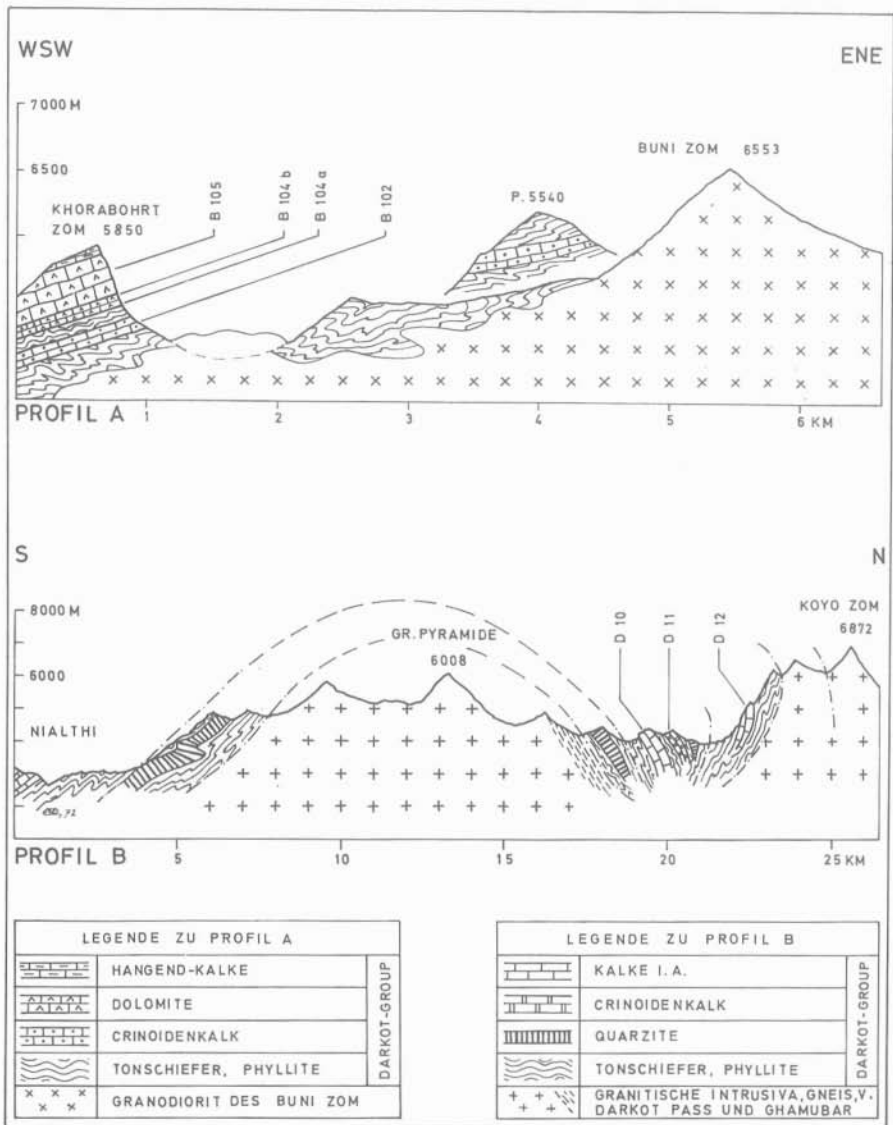 WSW ENE
7000 M
6500
BUNI ZOM 6553
P. 5540
KHORABOHRT
ZOM 5850
B 105
B 104 b
B 104 a
B 102
1 2 3 4 5 6 KM
PROFIL A
S N
8000 M
6000
GR. PYRAMIDE
6008
D 10
D 11
D 12
KOYO ZOM
6872
NIALTHI
PROFIL B
5 10 15 20 25 KM
LEGENDE ZU PROFIL A
HANGEND-KALKE
DOLOMITE
CRINOIDENKALK
TONSCHIEFER, PHYLLITE
DARKOT-GROUP
GRANODIORIT DES BUNI ZOM
LEGENDE ZU PROFIL B
KALKE I.A.
CRINOIDENKALK
QUARZITE
TONSCHIEFER, PHYLLITE
DARKOT-GROUP
GRANITISCHE INTRUSIVA, GNEIS, V.
DARKOT PASS UND GHAMUBAR